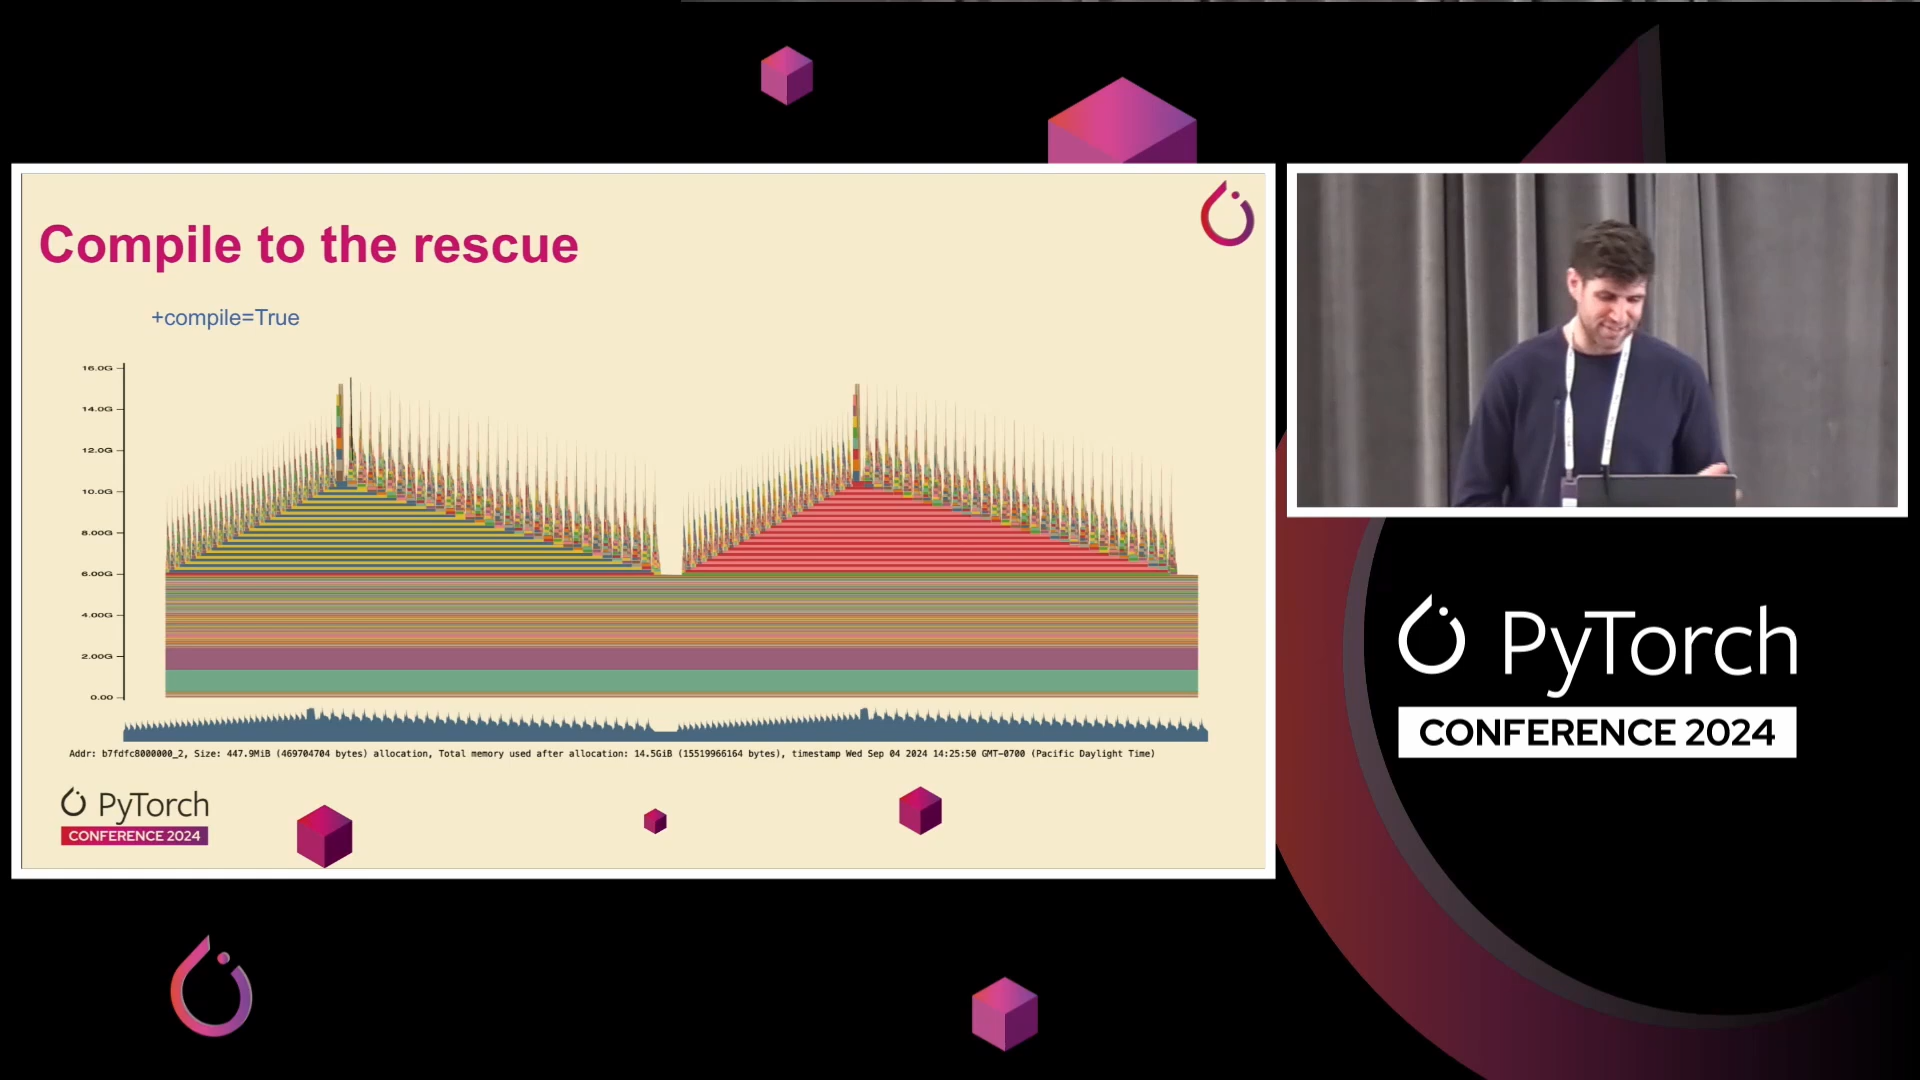 Compile to the rescue
+compile=True
16.0G
14.0G
12.0G
10.0G
8.00G
6.00G
4.00G
2.00G
0.00
Addr: b7fdfc8000000_2, Size: 447.9MiB (469704704 bytes) allocation, Total memory used after allocation: 14.5GiB (15519966164 bytes), timestamp Wed Sep 04 2024 14:25:50 GMT-0700 (Pacific Daylight Time)
PyTorch
CONFERENCE 2024
PyTorch
CONFERENCE 2024